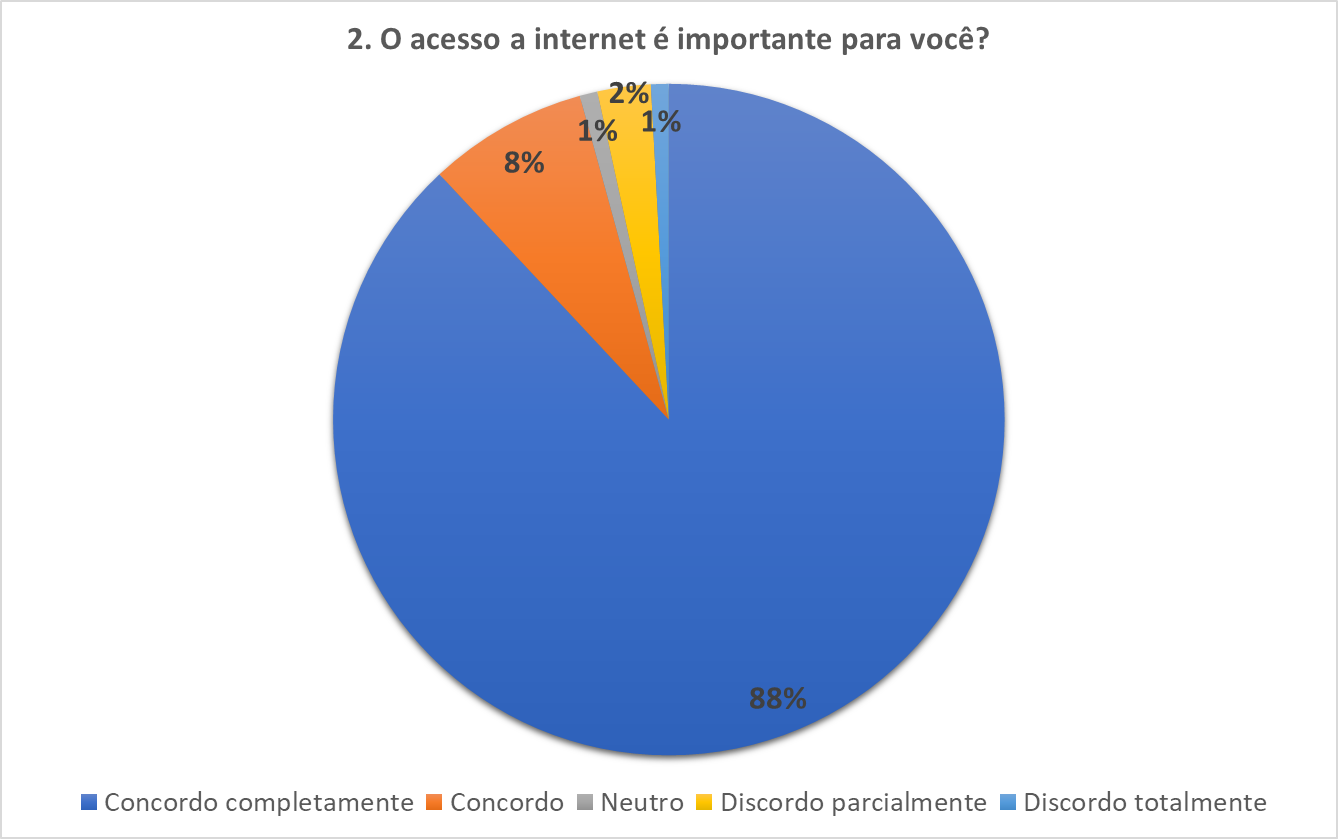 2. O acesso a internet é importante para você?
2%
1%
1%
8%
88%
Concordo completamente Concordo Neutro Discordo parcialmente Discordo totalmente